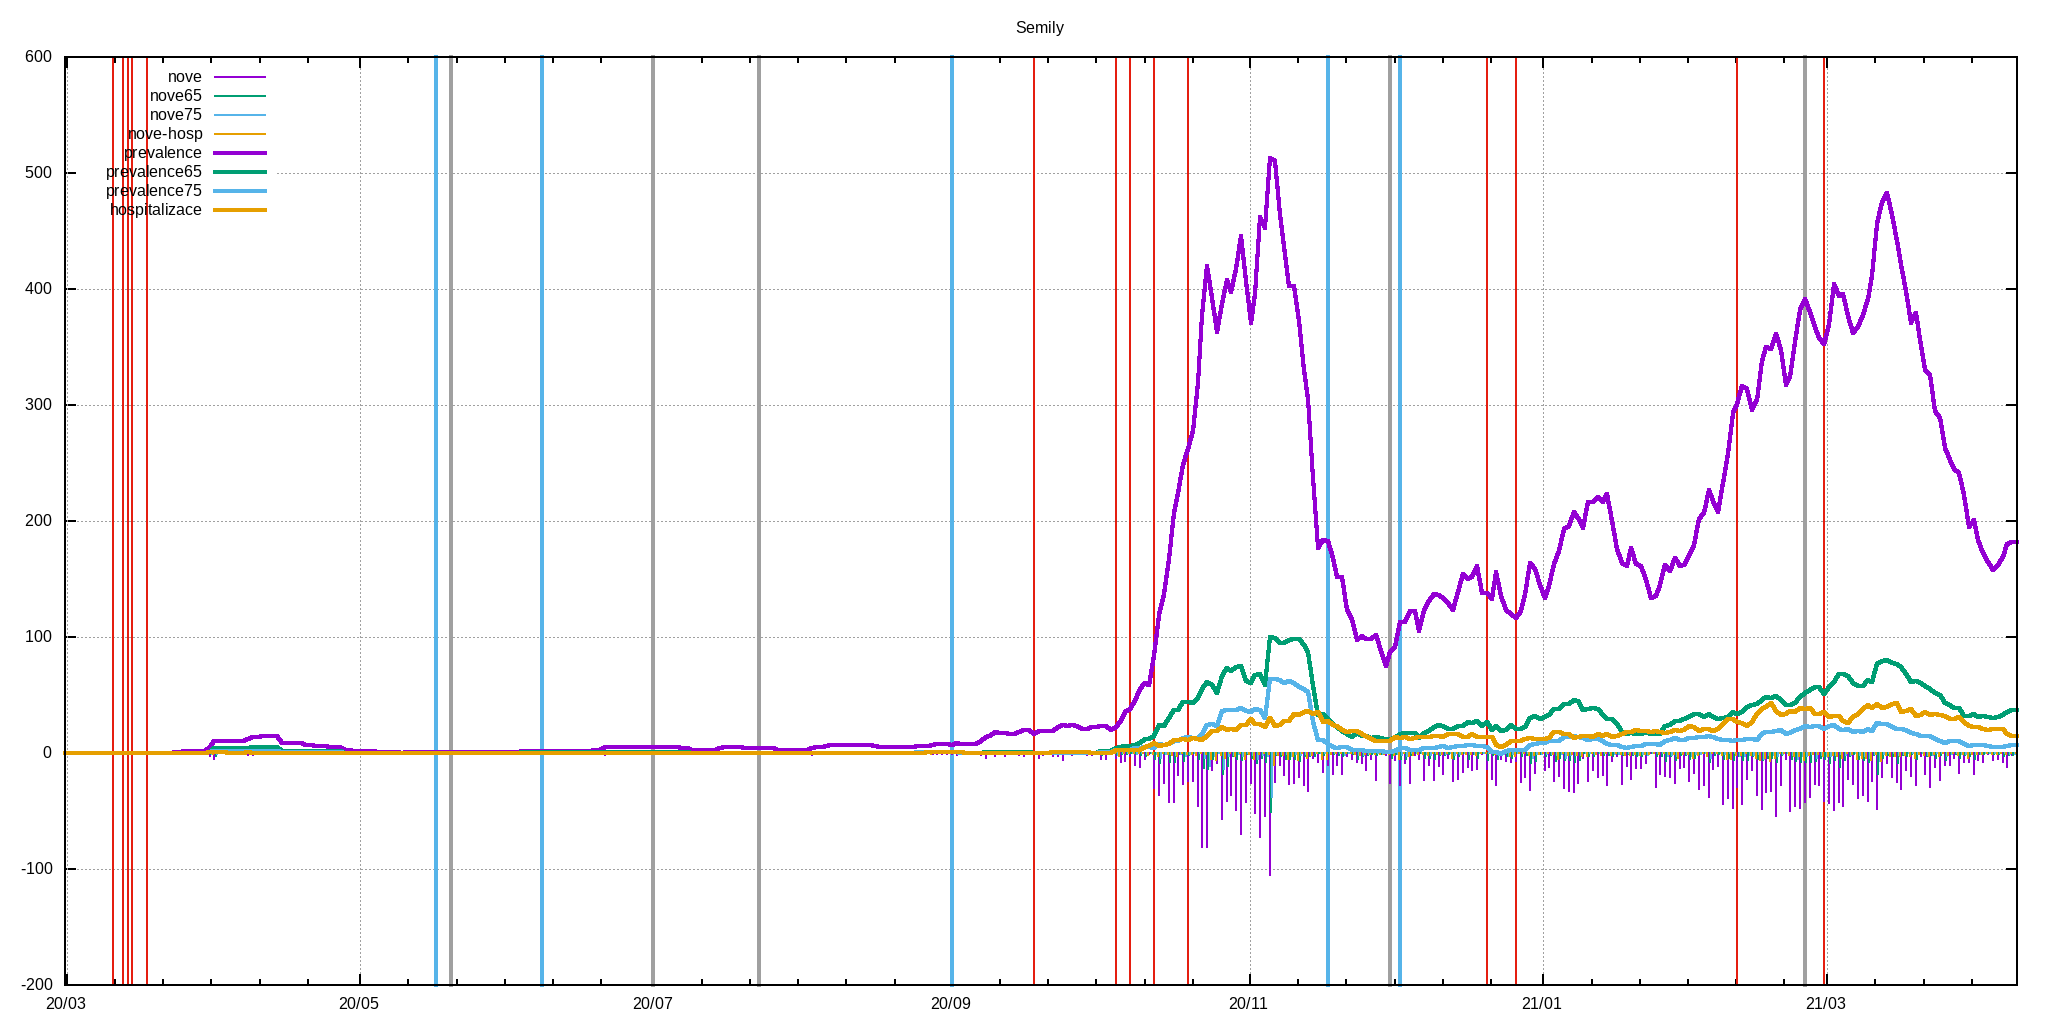 Semily
600
500
400
300
200
100
0
-100
-200
nove
nove65
nove75
nove-hosp
prevalence
prevalence65
prevalence75
hospitalizace
20/03 20/05 20/07 20/09 20/11 21/01 21/03